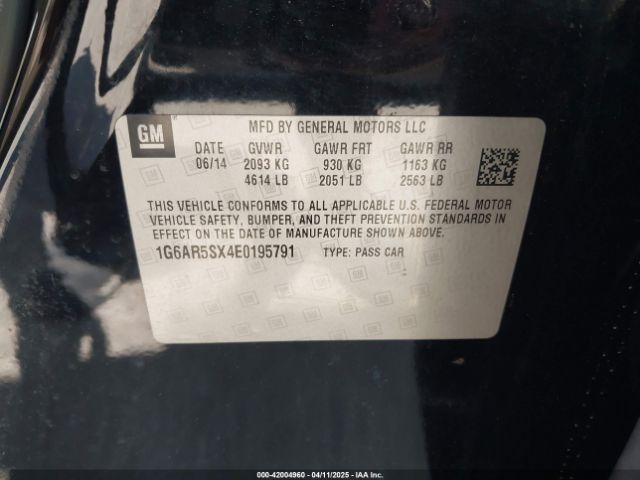 GM
MFD BY GENERAL MOTORS LLC
DATE GVWR GAWR FRT GAWR RR
06/14 2093 KG 930 KG 1163 KG
4614 LB 2051 LB 2563 LB
THIS VEHICLE CONFORMS TO ALL APPLICABLE U.S. FEDERAL MOTOR
VEHICLE SAFETY, BUMPER, AND THEFT PREVENTION STANDARDS IN
EFFECT ON THE DATE OF MANUFACTURE SHOWN ABOVE.
1G6AR5SX4E0195791 TYPE: PASS CAR
000-42004960 - 04/11/2025 - IAA Inc.